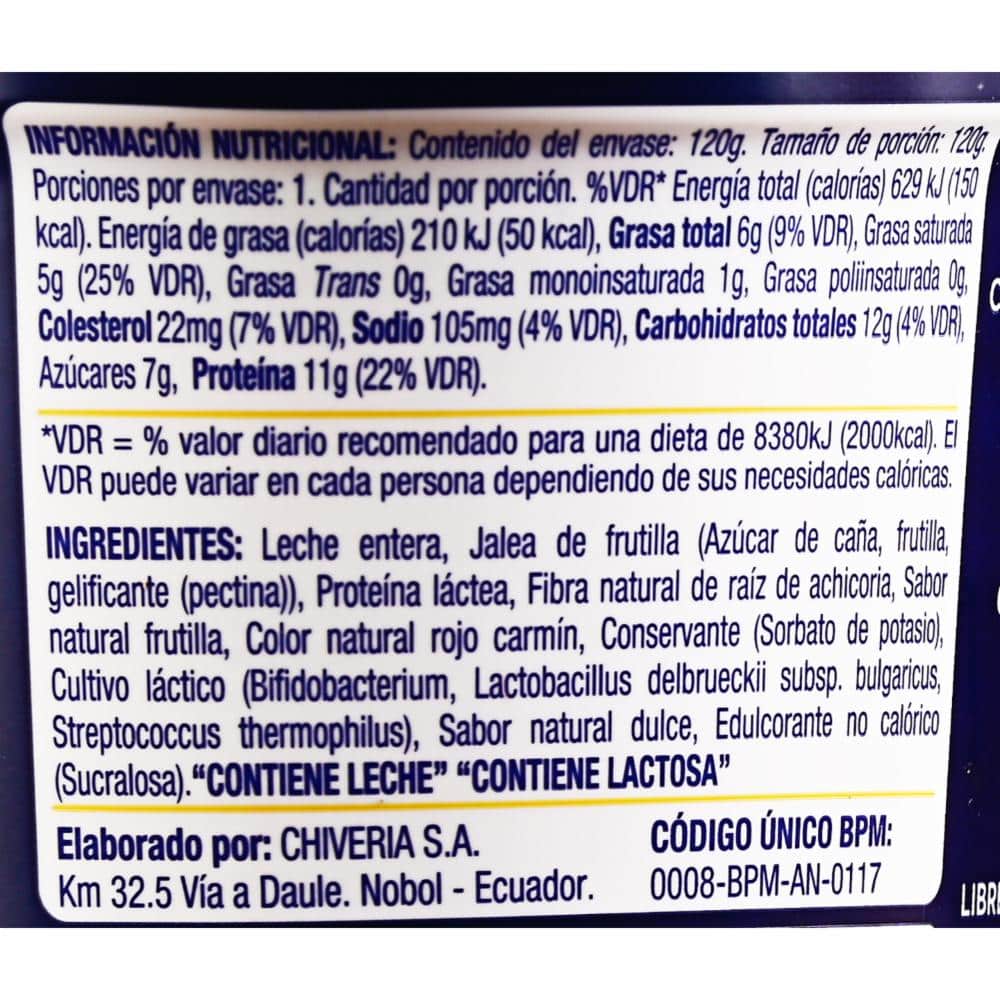 INFORMACIÓN NUTRICIONAL: Contenido del envase: 120g. Tamaño de porción: 120g.
Porciones por envase: 1. Cantidad por porción. %VDR* Energía total (calorías) 629 kJ (150
kcal). Energía de grasa (calorías) 210 kJ (50 kcal), Grasa total 6g (9% VDR), Grasa saturada
5g (25% VDR), Grasa Trans 0g, Grasa monoinsaturada 1g, Grasa poliinsaturada 0g,
Colesterol 22mg (7% VDR), Sodio 105mg (4% VDR), Carbohidratos totales 12g (4% VDR),
Azúcares 7g, Proteína 11g (22% VDR).
*VDR = % valor diario recomendado para una dieta de 8380kJ (2000kcal). El
VDR puede variar en cada persona dependiendo de sus necesidades calóricas.
INGREDIENTES: Leche entera, Jalea de frutilla (Azúcar de caña, frutilla,
gelificante (pectina)), Proteína láctea, Fibra natural de raíz de achicoria, Sabor
natural frutilla, Color natural rojo carmín, Conservante (Sorbato de potasio),
Cultivo láctico (Bifidobacterium, Lactobacillus delbrueckii subsp. bulgaricus,
Streptococcus thermophilus), Sabor natural dulce, Edulcorante no calórico
(Sucralosa)."CONTIENE LECHE" "CONTIENE LACTOSA"
Elaborado por: CHIVERIA S.A.
Km 32.5 Vía a Daule. Nobol - Ecuador.
CÓDIGO ÚNICO BPM:
0008-BPM-AN-0117